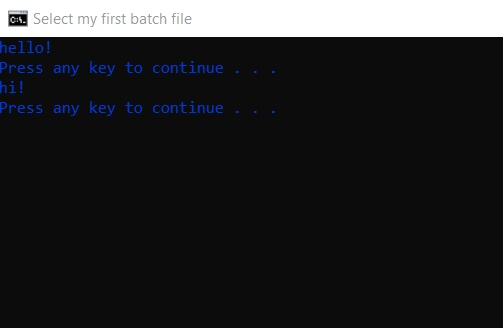 Select my first batch file
hello!
Press any key to continue . . .
hi!
Press any key to continue . . .